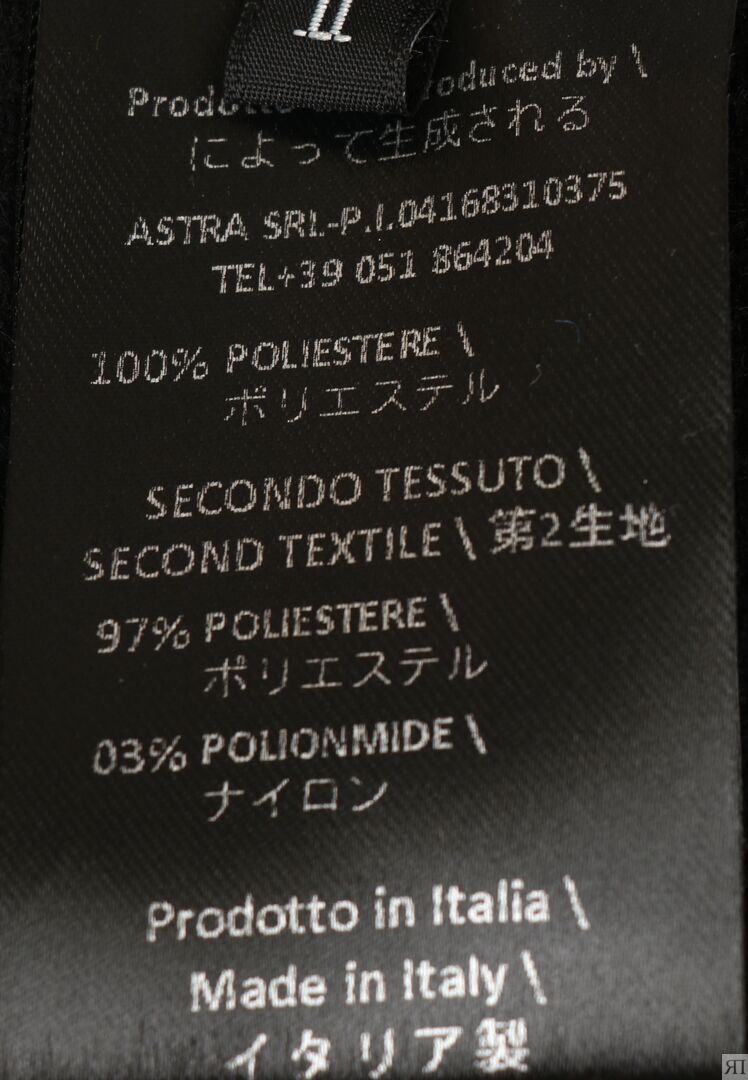 Produced by \
によって生成される
ASTRA SRL-P.I.04168310375
TEL+39 051 864204
100% POLIESTERE \
ポリエステル
SECONDO TESSUTO \
SECOND TEXTILE \ 第2生地
97% POLIESTERE \
ポリエステル
03% POLIONMIDE \
ナイロン
Prodotto in Italia \
Made in Italy \
イタリア製
ЯП